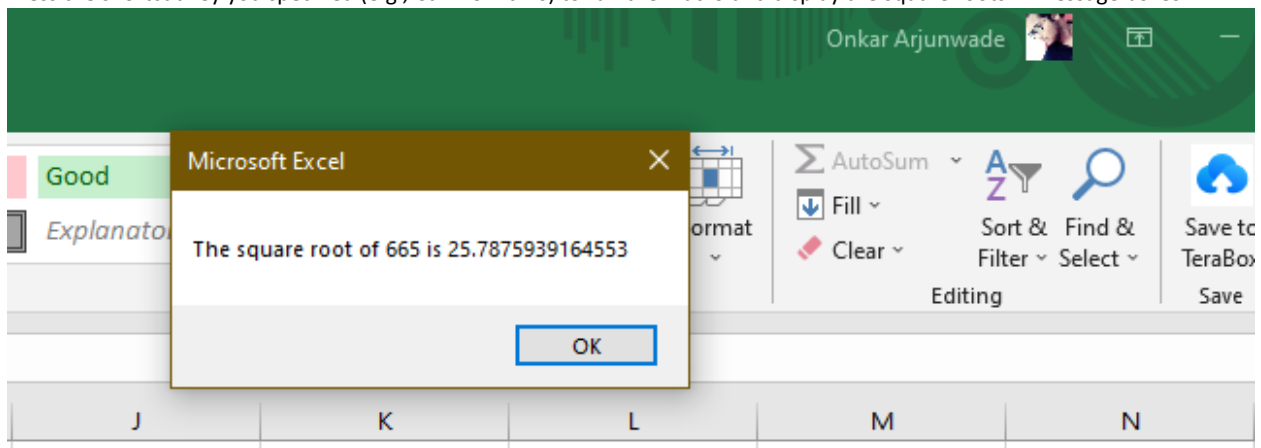 Onkar Arjunwade
Microsoft Excel
Good
Explanato
The square root of 665 is 25.7875939164553
OK
ormat
AutoSum
Fill
Clear
Sort &
Filter
Find &
Select
Editing
Save to
TeraBox
Save
J K L M N